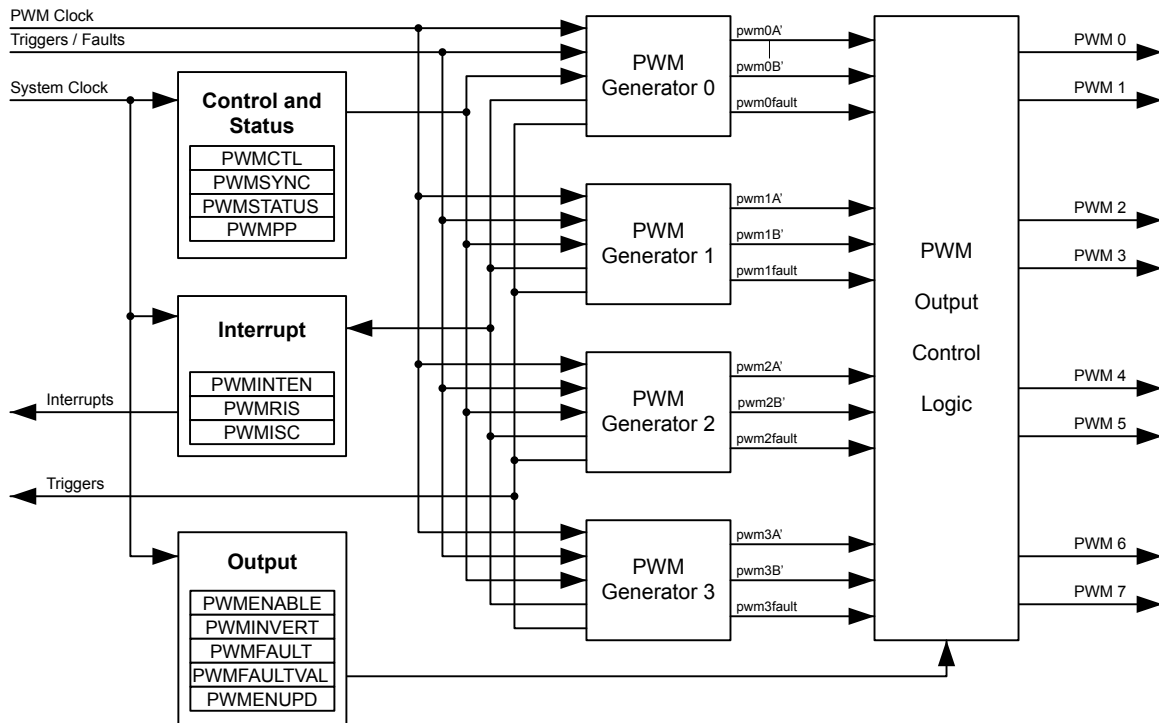 PWM Clock
Triggers / Faults
System Clock
Control and
Status
PWMCTL
PWMSYNC
PWMSTATUS
PWMPP
Interrupt
PWMINTEN
PWMRIS
PWMISC
Interrupts
Triggers
Output
PWMENABLE
PWMINVERT
PWMFAULT
PWMFAULTVAL
PWMENUPD
PWM
Generator 0
pwm0A'
pwm0B'
pwm0fault
PWM
Generator 1
pwm1A'
pwm1B'
pwm1fault
PWM
Generator 2
pwm2A'
pwm2B'
pwm2fault
PWM
Generator 3
pwm3A'
pwm3B'
pwm3fault
PWM
Output
Control
Logic
PWM 0
PWM 1
PWM 2
PWM 3
PWM 4
PWM 5
PWM 6
PWM 7